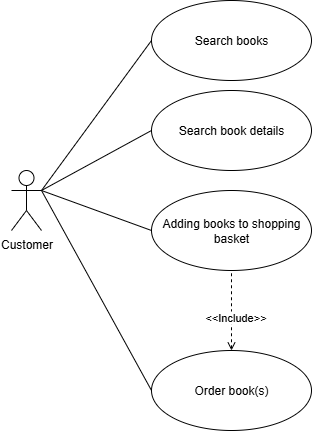 Search books
Search book details
Customer
Adding books to shopping
basket
<<Include>>
Order book(s)